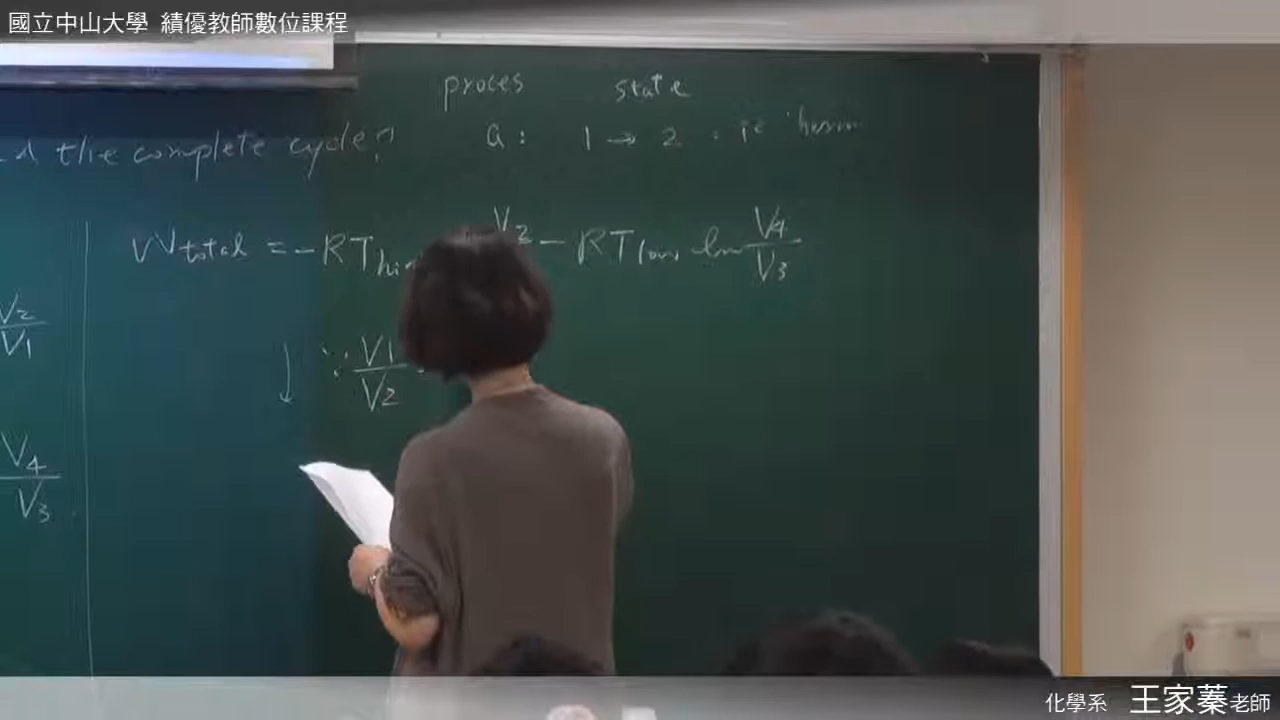 國立中山大學 績優教師數位課程
proces state
the complete cycle?
a: 1 → 2 :
W total = - RT hi V2 - RT low ln V4/V3
V2/V1
↓ ∵ V1/V2
V4/V3
化學系 王家蓁老師